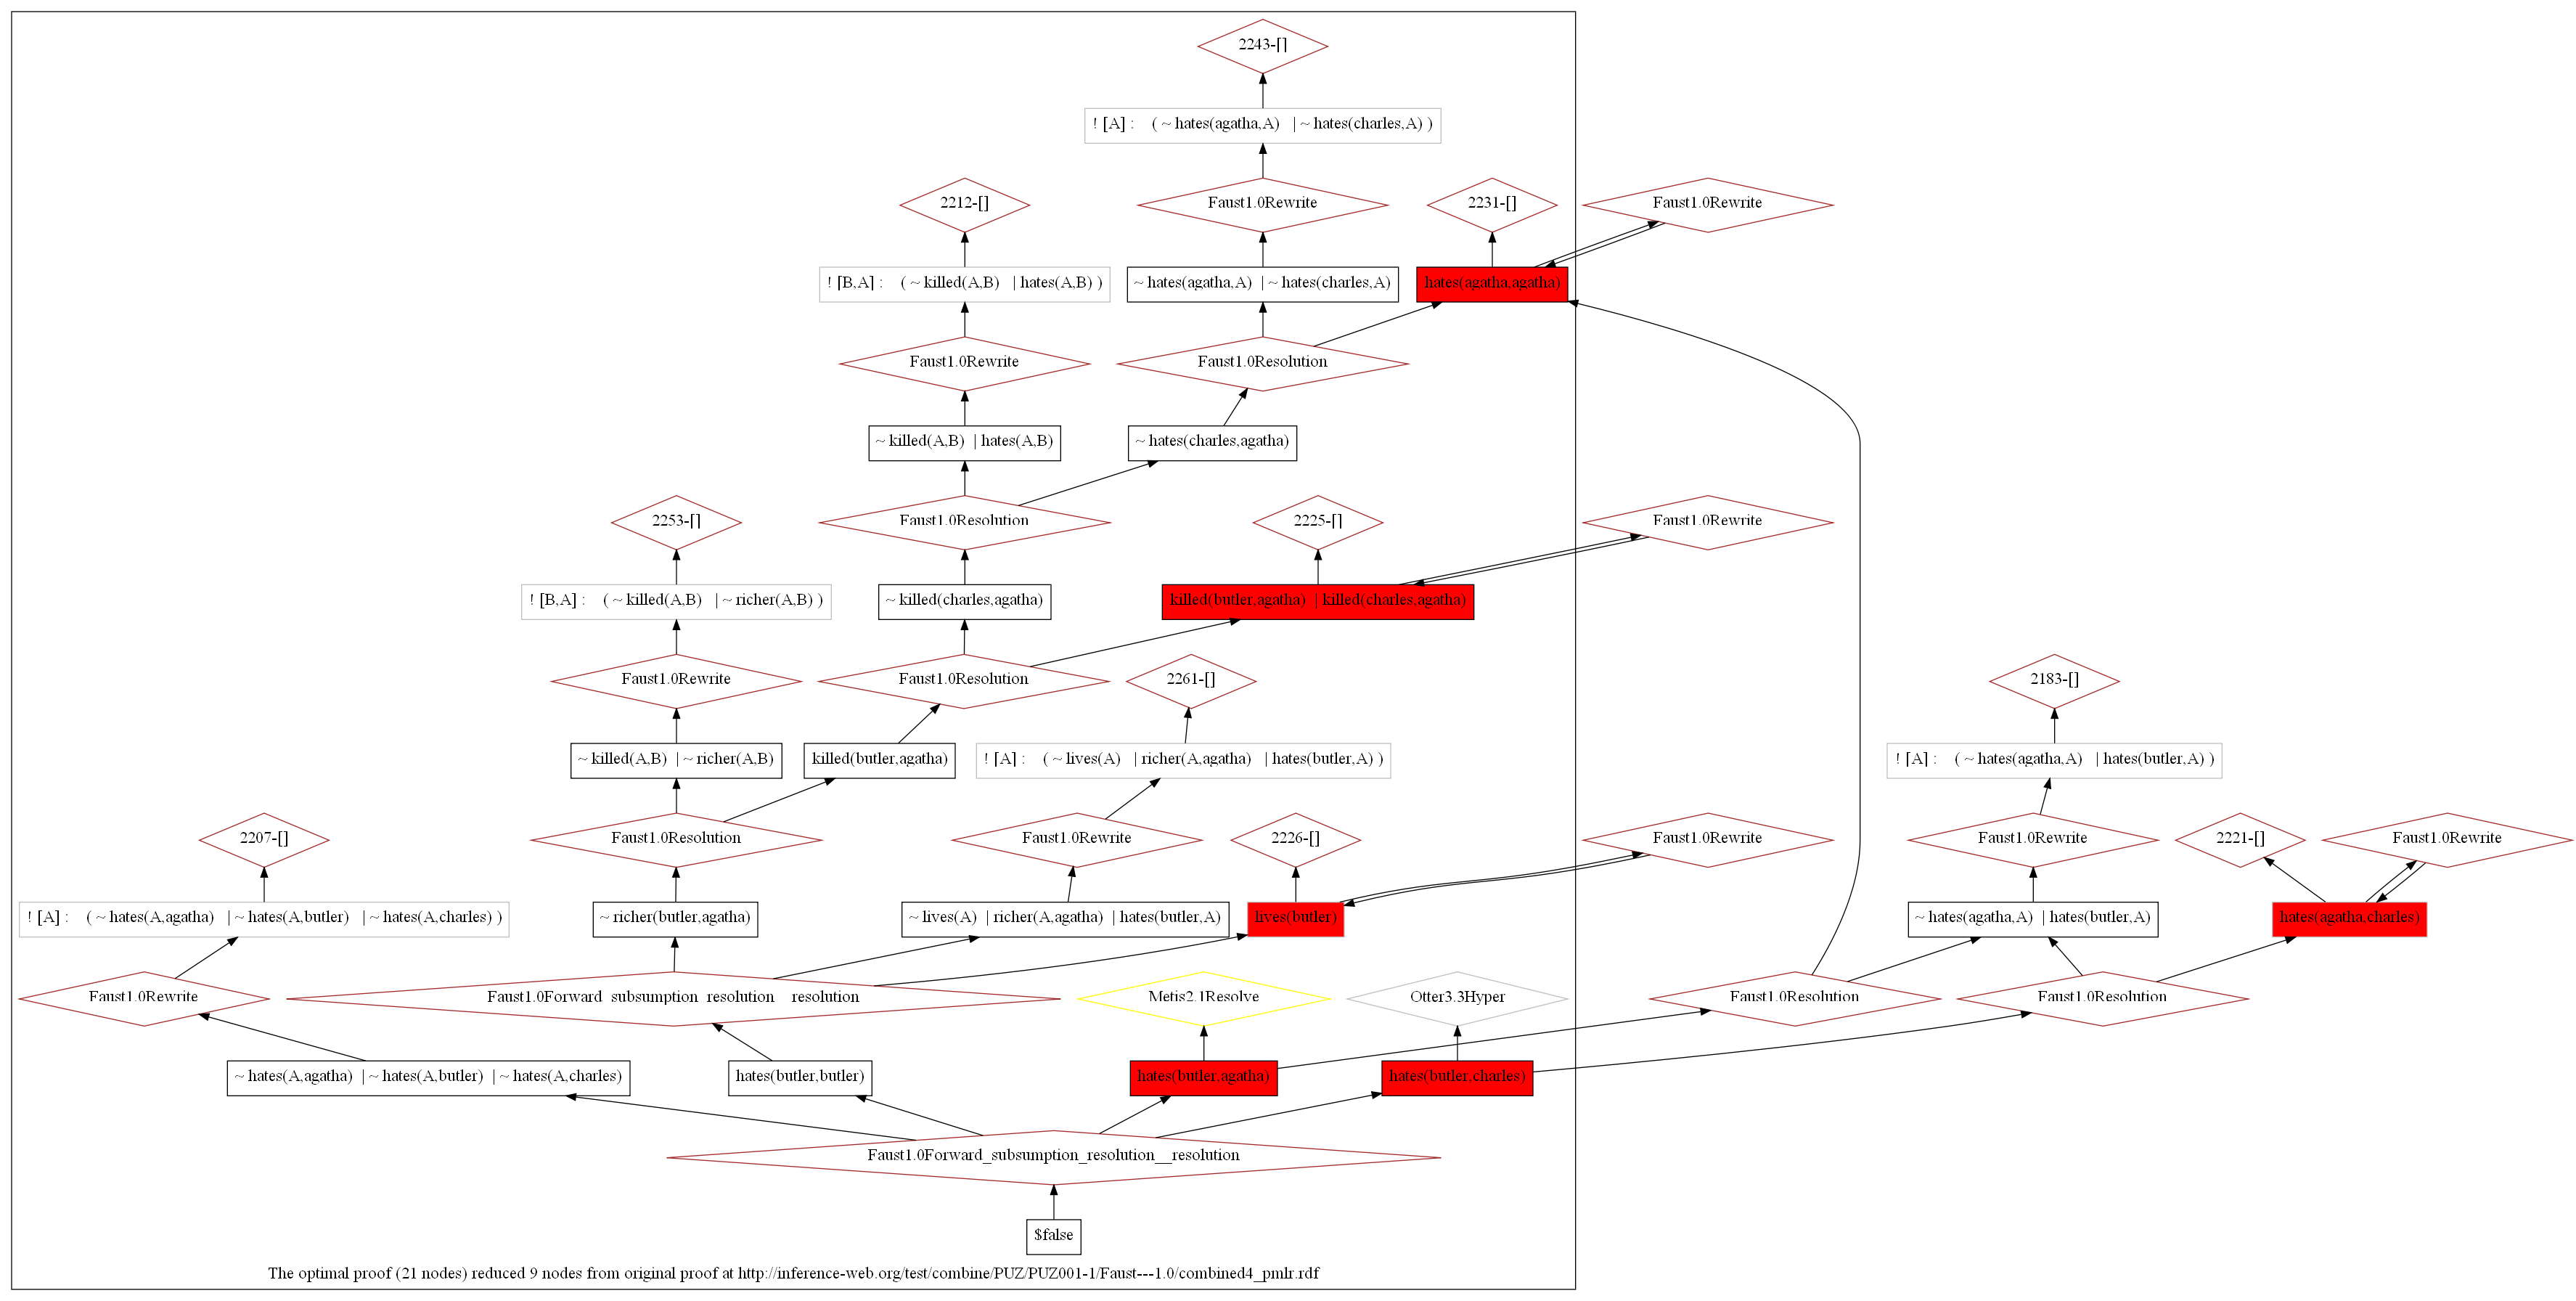 2243-[]
! [A] : ( ~ hates(agatha,A) | ~ hates(charles,A) )
2212-[]
Faust1.0Rewrite
2231-[]
Faust1.0Rewrite
! [B,A] : ( ~ killed(A,B) | hates(A,B) )
~ hates(agatha,A) | ~ hates(charles,A)
hates(agatha,agatha)
Faust1.0Rewrite
Faust1.0Resolution
~ killed(A,B) | hates(A,B)
~ hates(charles,agatha)
2253-[]
Faust1.0Resolution
2225-[]
Faust1.0Rewrite
! [B,A] : ( ~ killed(A,B) | ~ richer(A,B) )
~ killed(charles,agatha)
killed(butler,agatha) | killed(charles,agatha)
Faust1.0Rewrite
Faust1.0Resolution
2261-[]
2183-[]
~ killed(A,B) | ~ richer(A,B)
killed(butler,agatha)
! [A] : ( ~ lives(A) | richer(A,agatha) | hates(butler,A) )
! [A] : ( ~ hates(agatha,A) | hates(butler,A) )
2207-[]
Faust1.0Resolution
Faust1.0Rewrite
2226-[]
Faust1.0Rewrite
Faust1.0Rewrite
2221-[]
Faust1.0Rewrite
! [A] : ( ~ hates(A,agatha) | ~ hates(A,butler) | ~ hates(A,charles) )
~ richer(butler,agatha)
~ lives(A) | richer(A,agatha) | hates(butler,A)
lives(butler)
~ hates(agatha,A) | hates(butler,A)
hates(agatha,charles)
Faust1.0Rewrite
Faust1.0Forward_subsumption_resolution__resolution
Metis2.1Resolve
Otter3.3Hyper
Faust1.0Resolution
Faust1.0Resolution
~ hates(A,agatha) | ~ hates(A,butler) | ~ hates(A,charles)
hates(butler,butler)
hates(butler,agatha)
hates(butler,charles)
Faust1.0Forward_subsumption_resolution__resolution
$false
The optimal proof (21 nodes) reduced 9 nodes from original proof at http://inference-web.org/test/combine/PUZ/PUZ001-1/Faust---1.0/combined4_pmlr.rdf